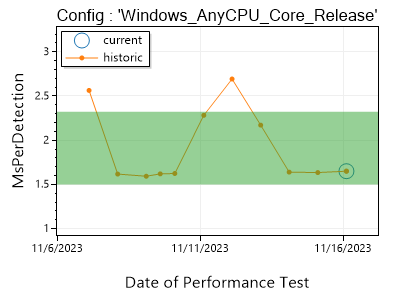 Config : 'Windows_AnyCPU_Core_Release'
current
historic
3
2.5
2
1.5
1
MsPerDetection
11/6/2023
11/11/2023
11/16/2023
Date of Performance Test